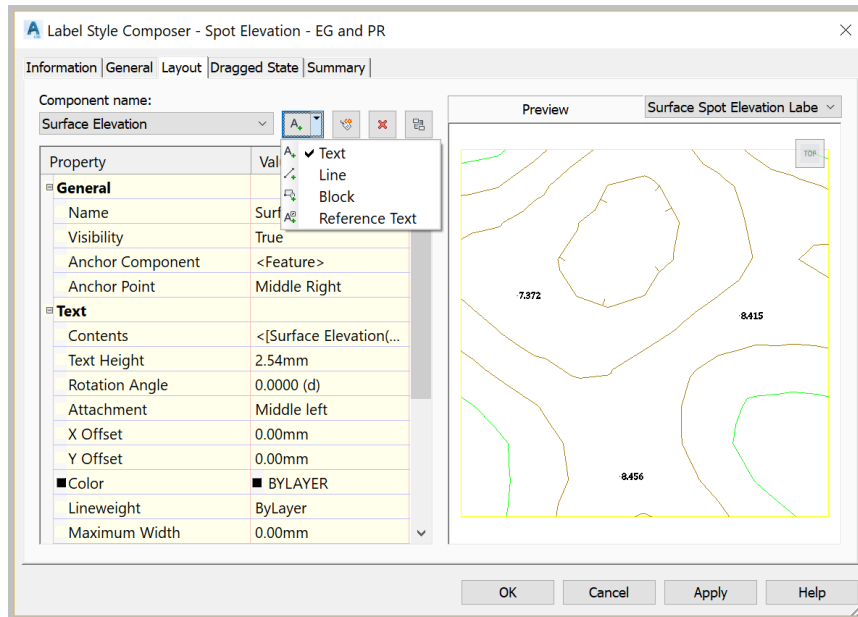 Label Style Composer - Spot Elevation - EG and PR
Information General Layout Dragged State Summary
Component name:
Surface Elevation
Text
Line
Block
Reference Text
Property Val
General
Name Surf
Visibility True
Anchor Component <Feature>
Anchor Point Middle Right
Text
Contents <[Surface Elevation(...
Text Height 2.54mm
Rotation Angle 0.0000 (d)
Attachment Middle left
X Offset 0.00mm
Y Offset 0.00mm
Color BYLAYER
Lineweight ByLayer
Maximum Width 0.00mm
Preview Surface Spot Elevation Labe
TOP
7.372
8.415
8.456
OK Cancel Apply Help